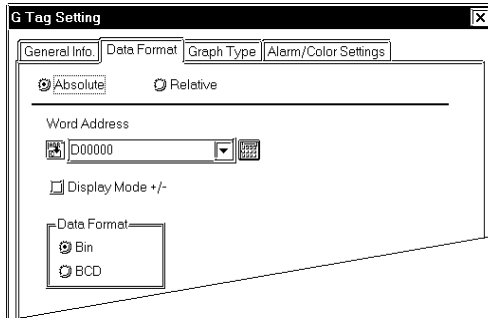 G Tag Setting
General Info. Data Format Graph Type Alarm/Color Settings
Absolute Relative
Word Address
D00000
Display Mode +/-
Data Format
Bin
BCD